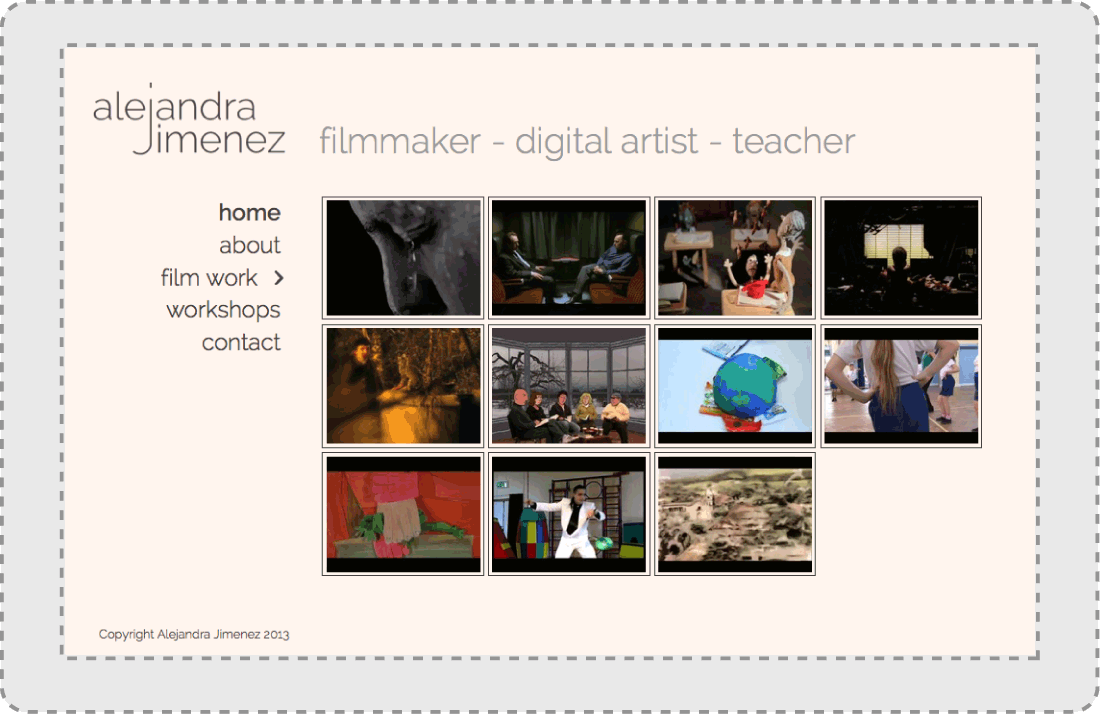 alejandra
Jimenez
filmmaker - digital artist - teacher
home
about
film work >
workshops
contact
Copyright Alejandra Jimenez 2013